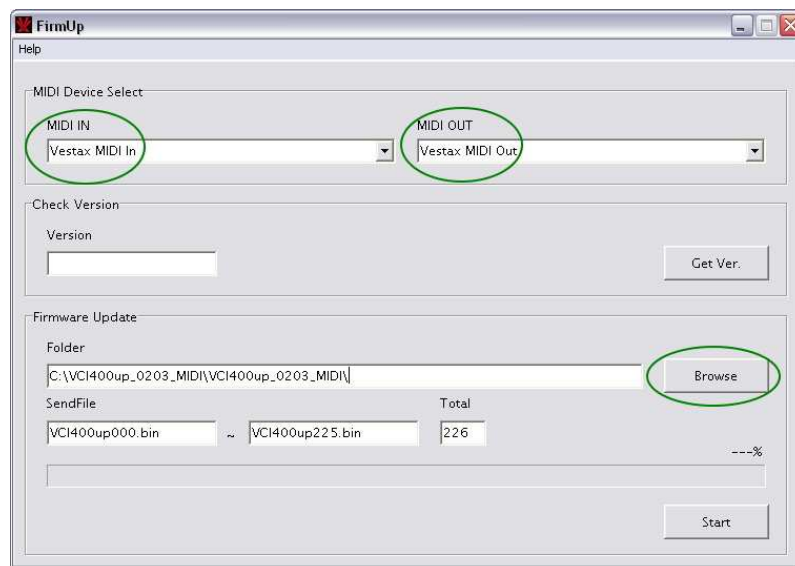 FirmUp
Help
MIDI Device Select
MIDI IN MIDI OUT
Vestax MIDI In Vestax MIDI Out
Check Version
Version
Get Ver.
Firmware Update
Folder
C:\VCI400up_0203_MIDI\VCI400up_0203_MIDI\ Browse
SendFile Total
VCI400up000.bin ~ VCI400up225.bin 226
---%
Start